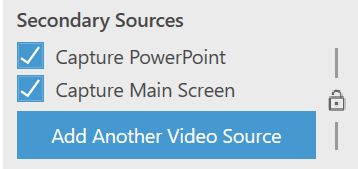 Secondary Sources
Capture PowerPoint
Capture Main Screen
Add Another Video Source